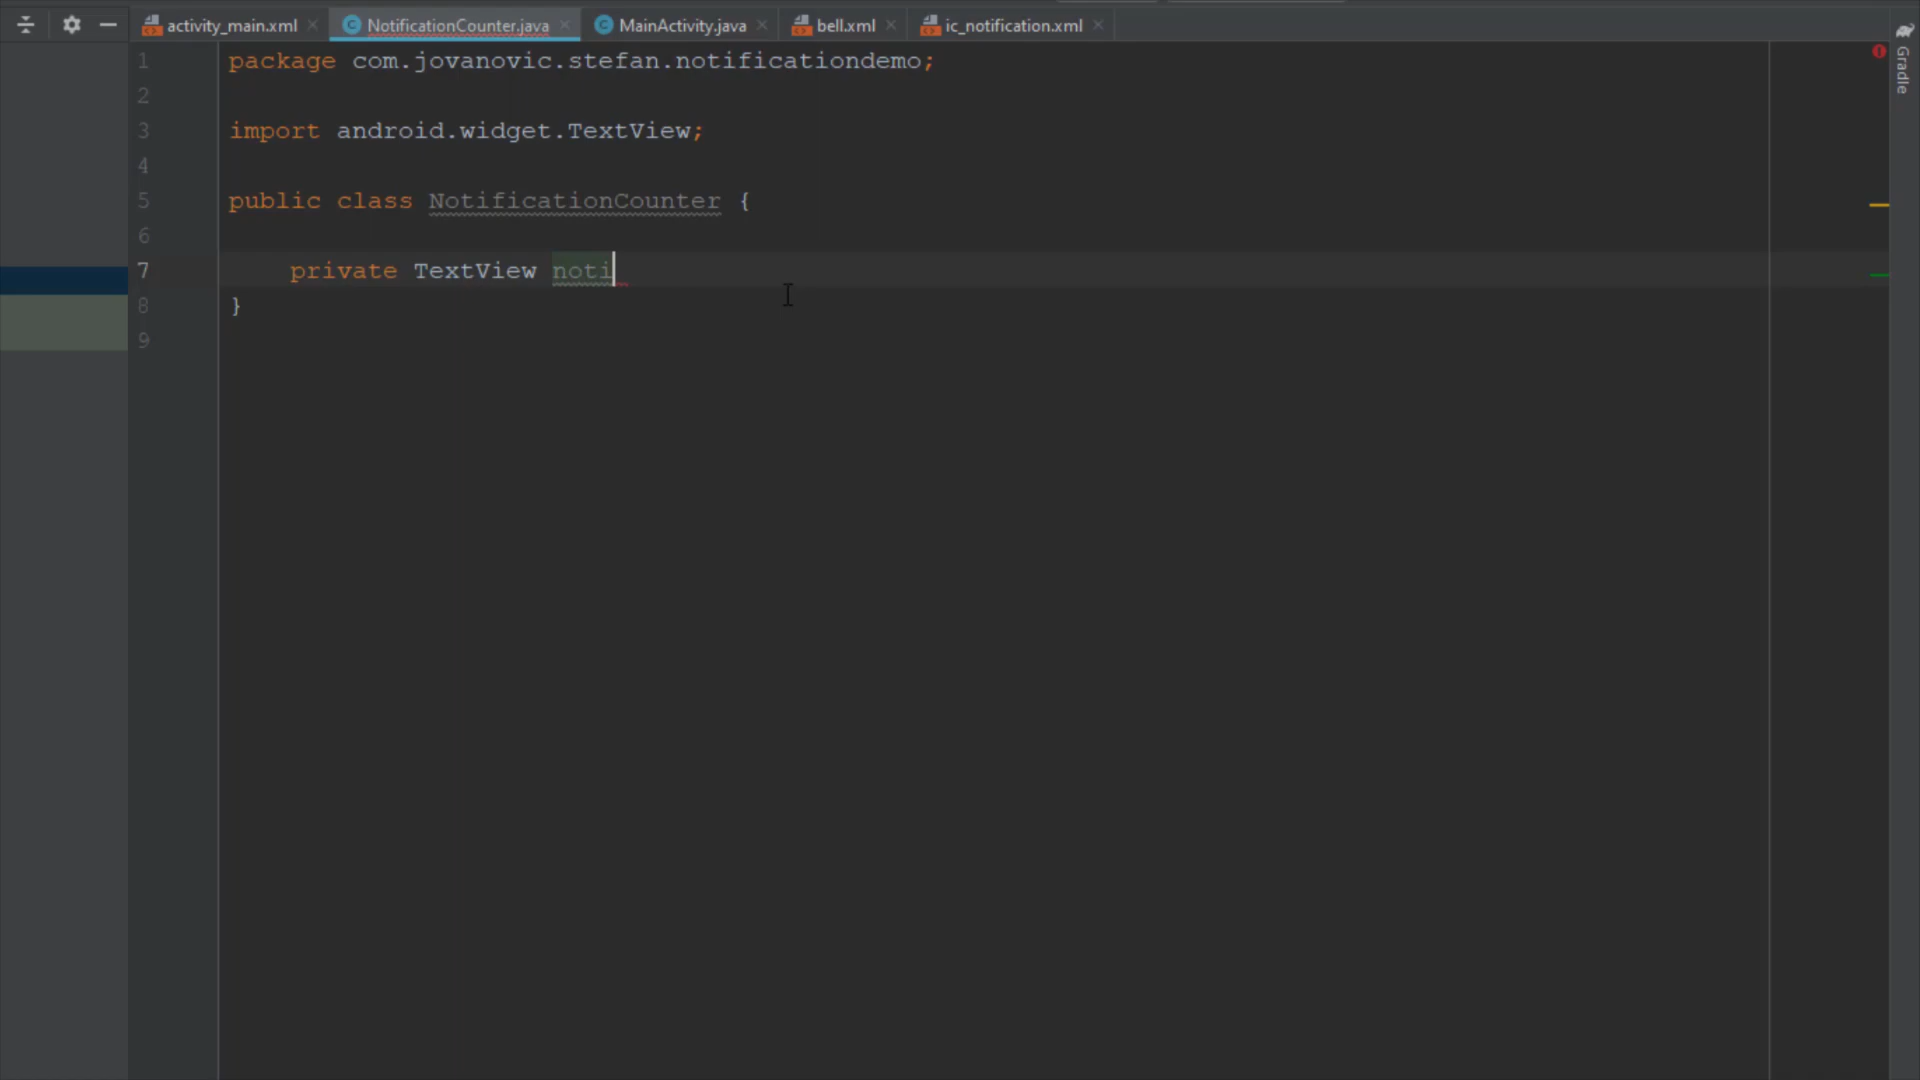 activity_main.xml NotificationCounter.java MainActivity.java bell.xml ic_notification.xml
Gradle
1 package com.jovanovic.stefan.notificationdemo;
2
3 import android.widget.TextView;
4
5 public class NotificationCounter {
6
7 private TextView noti
8 }
9